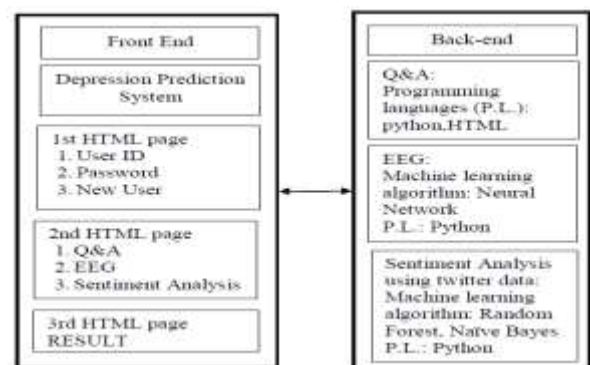 Front End
Depression Prediction
System
1st HTML page
1. User ID
2. Password
3. New User
2nd HTML page
1. Q&A
2. EEG
3. Sentiment Analysis
3rd HTML page
RESULT
Back-end
Q&A:
Programming
languages (P.L.):
python,HTML
EEG:
Machine learning
algorithm: Neural
Network
P.L.: Python
Sentiment Analysis
using twitter data:
Machine learning
algorithm: Random
Forest, Naïve Bayes
P.L.: Python